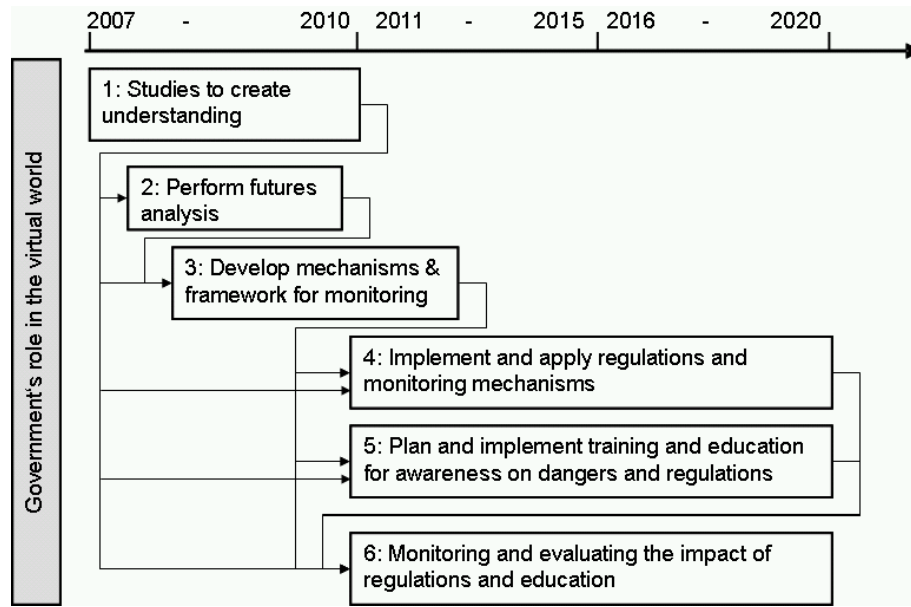 2007 - 2010 2011 - 2015 2016 - 2020
Government's role in the virtual world
1: Studies to create
understanding
2: Perform futures
analysis
3: Develop mechanisms &
framework for monitoring
4: Implement and apply regulations and
monitoring mechanisms
5: Plan and implement training and education
for awareness on dangers and regulations
6: Monitoring and evaluating the impact of
regulations and education